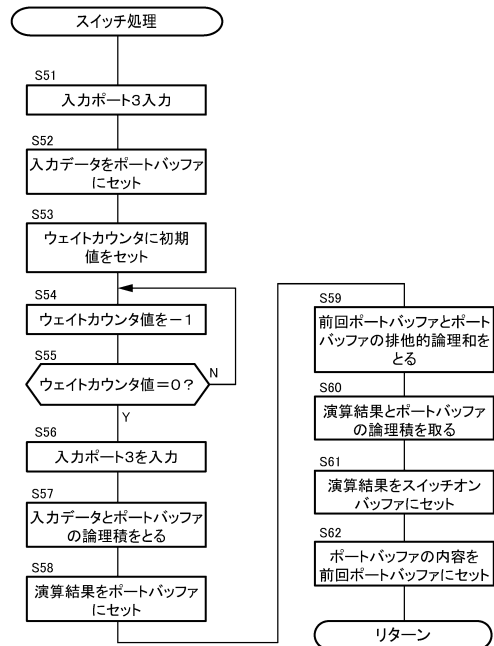 スイッチ処理
S51
入力ポート3入力
S52
入力データをポートバッファ
にセット
S53
ウェイトカウンタに初期
値をセット
S54
ウェイトカウンタ値を－1
S55
ウェイトカウンタ値＝0？
N
Y
S56
入力ポート3を入力
S57
入力データとポートバッファ
の論理積をとる
S58
演算結果をポートバッファ
にセット
S59
前回ポートバッファとポート
バッファの排他的論理和を
とる
S60
演算結果とポートバッファ
の論理積を取る
S61
演算結果をスイッチオン
バッファにセット
S62
ポートバッファの内容を
前回ポートバッファにセット
リターン